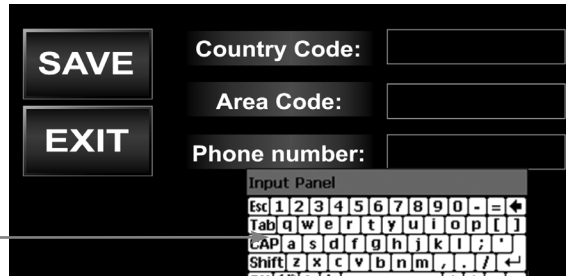 SAVE
Country Code:
Area Code:
EXIT
Phone number:
Input Panel
Esc 1 2 3 4 5 6 7 8 9 0 - =
Tab q w e r t y u i o p [ ]
CAP a s d f g h j k l ; '
Shift z x c v b n m , . /